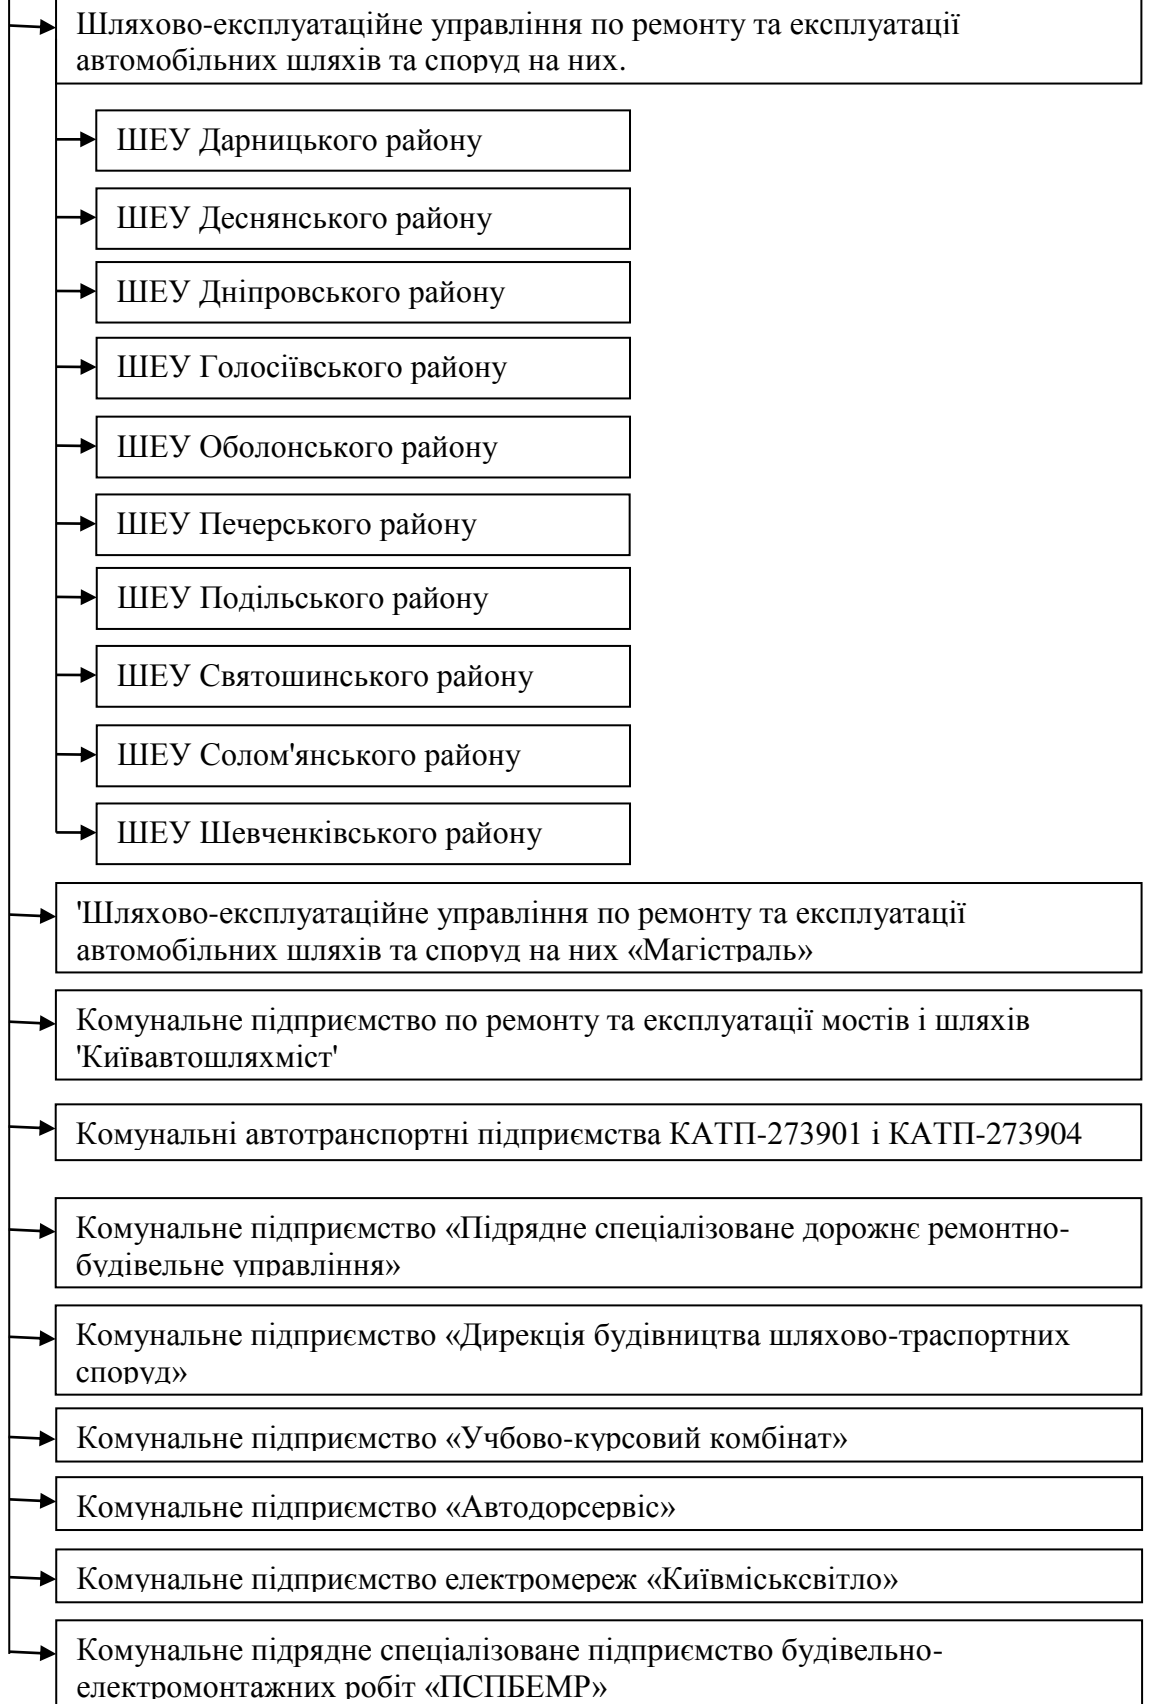 Шляхово-експлуатаційне управління по ремонту та експлуатації
автомобільних шляхів та споруд на них.
ШЕУ Дарницького району
ШЕУ Деснянського району
ШЕУ Дніпровського району
ШЕУ Голосіївського району
ШЕУ Оболонського району
ШЕУ Печерського району
ШЕУ Подільського району
ШЕУ Святошинського району
ШЕУ Солом'янського району
ШЕУ Шевченківського району
'Шляхово-експлуатаційне управління по ремонту та експлуатації
автомобільних шляхів та споруд на них «Магістраль»
Комунальне підприємство по ремонту та експлуатації мостів і шляхів
'Київавтошляхміст'
Комунальні автотранспортні підприємства КАТП-273901 і КАТП-273904
Комунальне підприємство «Підрядне спеціалізоване дорожнє ремонтно-
будівельне управління»
Комунальне підприємство «Дирекція будівництва шляхово-траспортних
споруд»
Комунальне підприємство «Учбово-курсовий комбінат»
Комунальне підприємство «Автодорсервіс»
Комунальне підприємство електромереж «Київміськсвітло»
Комунальне підрядне спеціалізоване підприємство будівельно-
електромонтажних робіт «ПСПБЕМР»